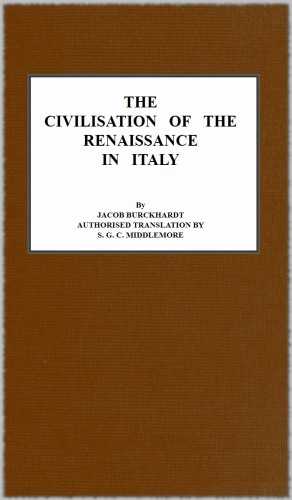 THE
CIVILISATION OF THE
RENAISSANCE
IN ITALY
By
JACOB BURCKHARDT
AUTHORISED TRANSLATION BY
S. G. C. MIDDLEMORE